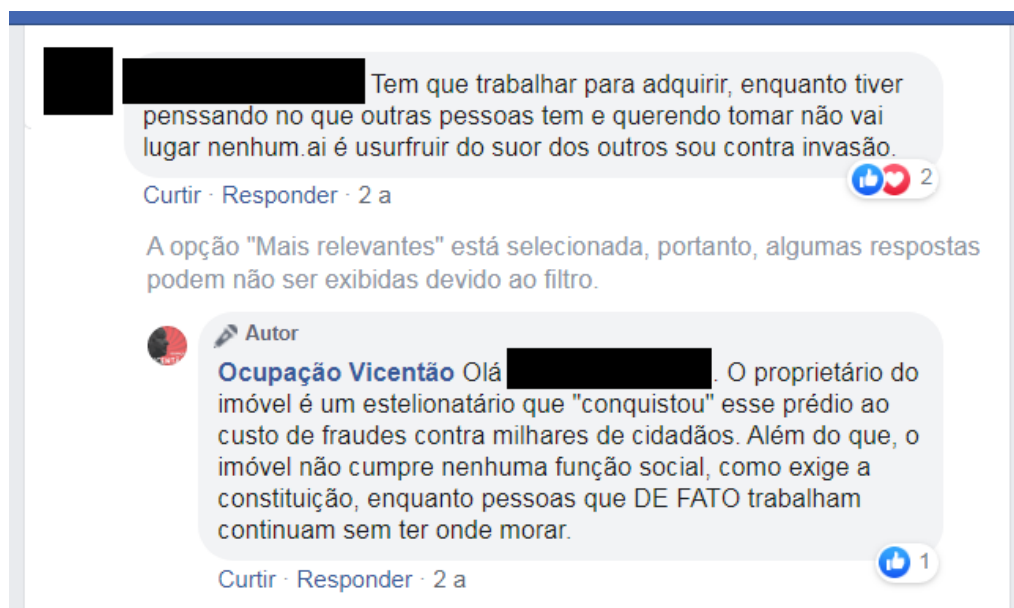 Tem que trabalhar para adquirir, enquanto tiver
penssando no que outras pessoas tem e querendo tomar não vai
lugar nenhum.ai é usurfruir do suor dos outros sou contra invasão.
2
Curtir · Responder · 2 a
A opção "Mais relevantes" está selecionada, portanto, algumas respostas
podem não ser exibidas devido ao filtro.
Autor
Ocupação Vicentão Olá . O proprietário do
imóvel é um estelionatário que "conquistou" esse prédio ao
custo de fraudes contra milhares de cidadãos. Além do que, o
imóvel não cumpre nenhuma função social, como exige a
constituição, enquanto pessoas que DE FATO trabalham
continuam sem ter onde morar.
1
Curtir · Responder · 2 a